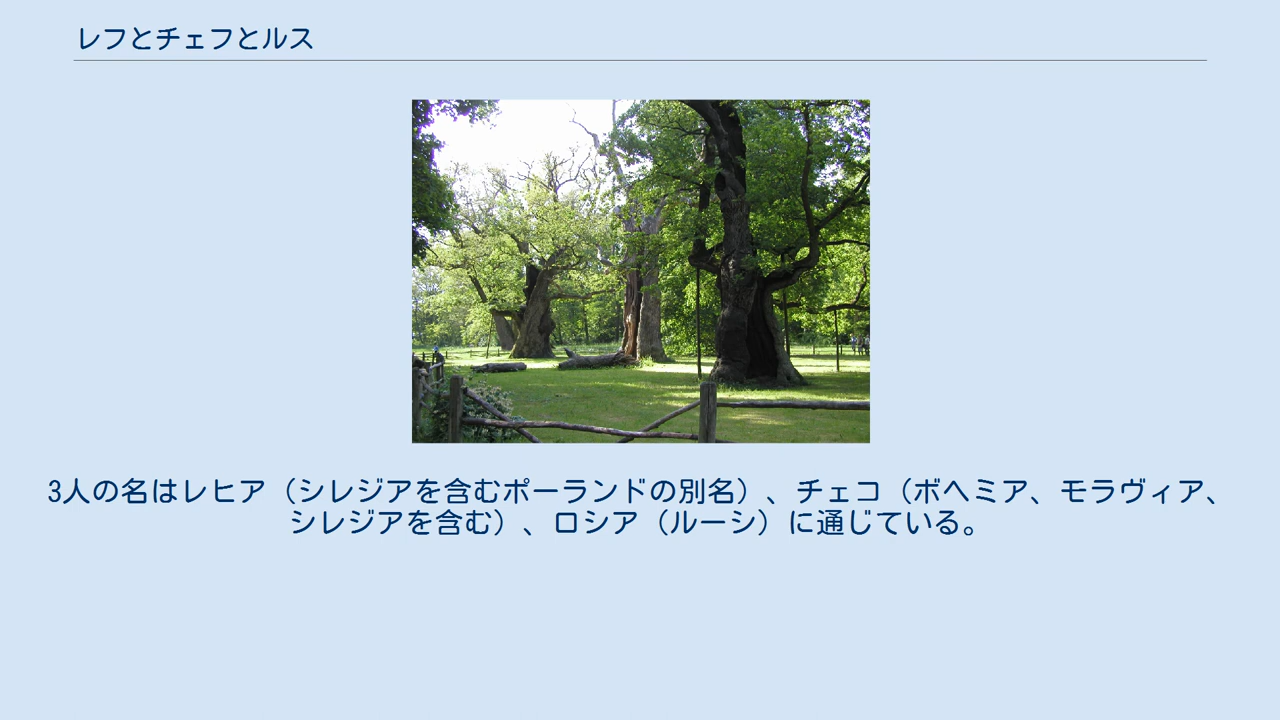 レフとチェフとルス
3人の名はレヒア（シレジアを含むポーランドの別名）、チェコ（ボヘミア、モラヴィア、
シレジアを含む）、ロシア（ルーシ）に通じている。